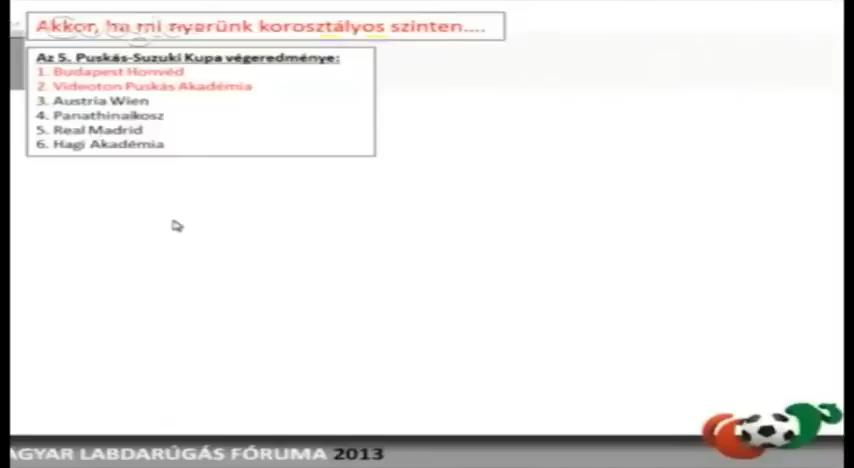 Akkor, ha mi nyerünk korosztályos szinten....
Az 5. Puskás-Suzuki Kupa végeredménye:
1. Budapest Honvéd
2. Videoton Puskás Akadémia
3. Austria Wien
4. Panathinaikosz
5. Real Madrid
6. Hagi Akadémia
AGYAR LABDARÚGÁS FÓRUMA 2013